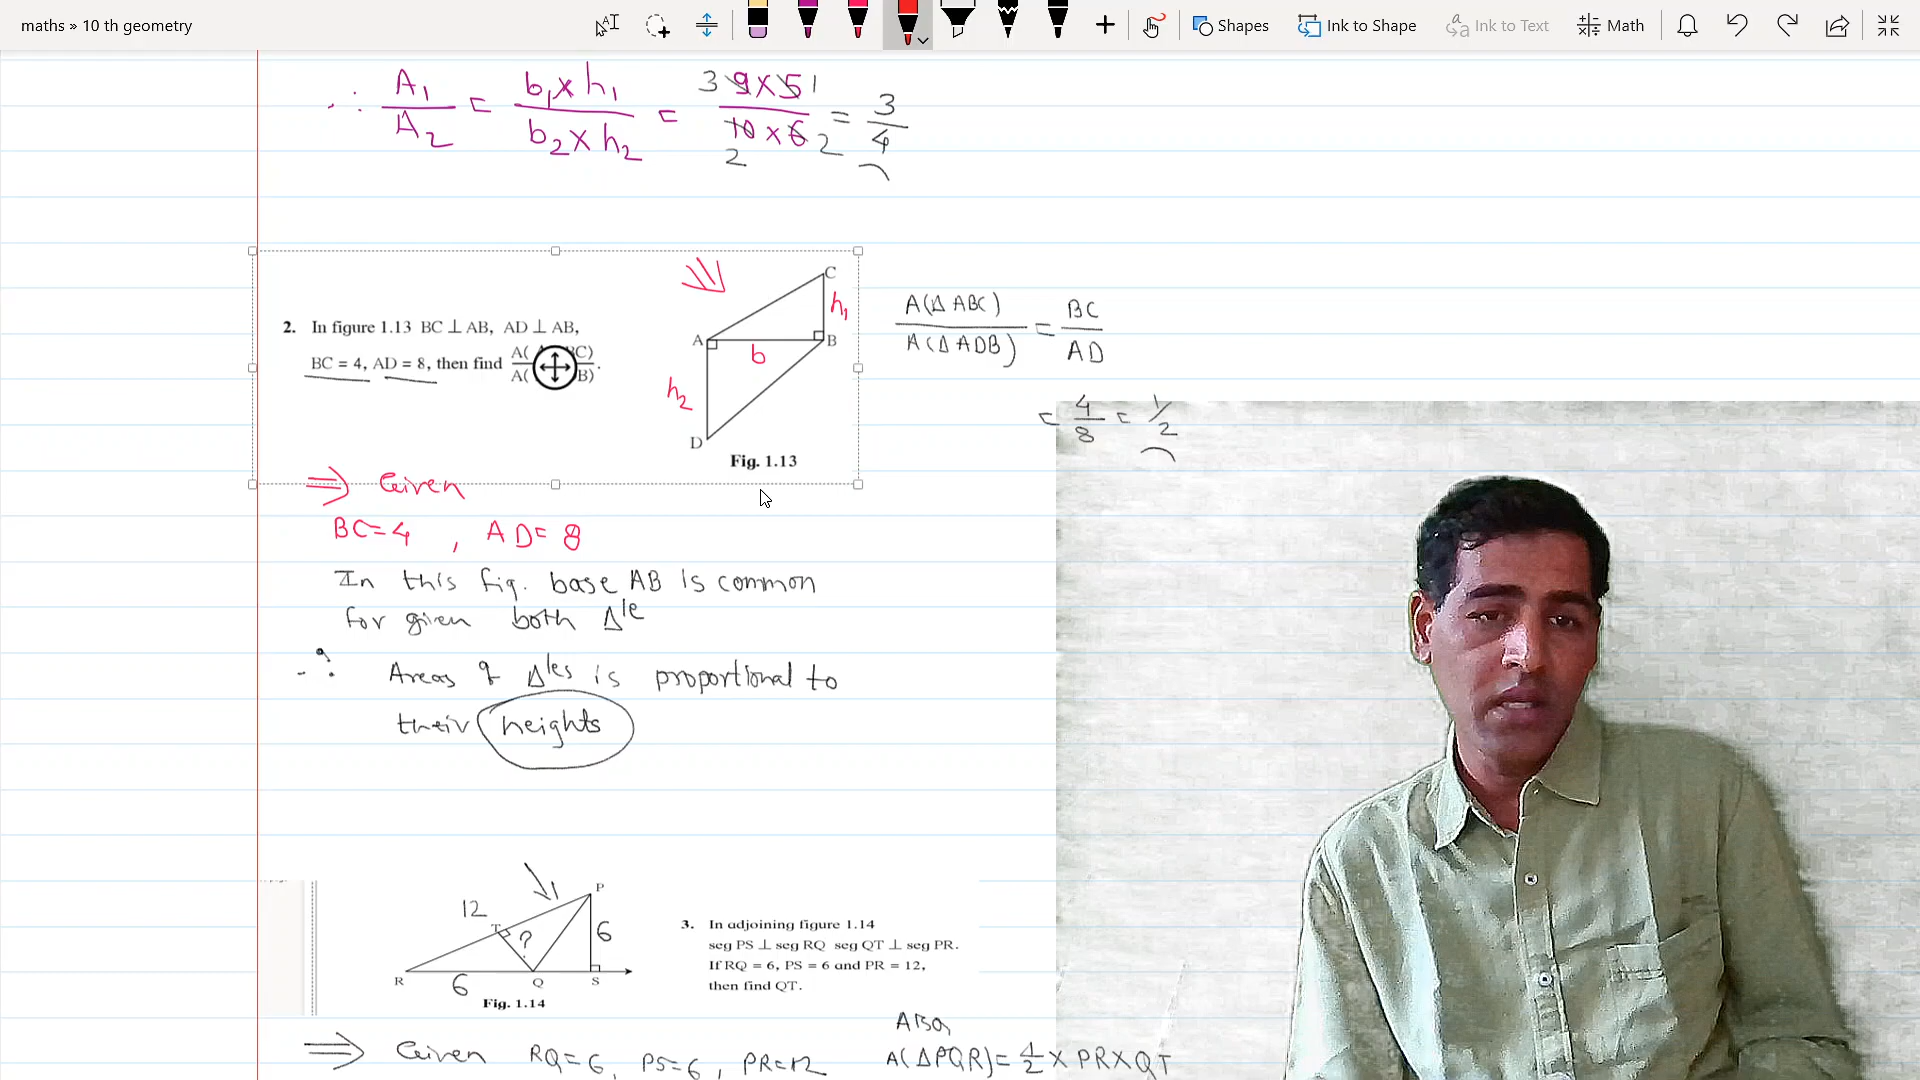 maths » 10 th geometry
Shapes
Ink to Shape
Ink to Text
Math
∴ A1/A2 = b1 x h1 / b2 x h2 = 3 9 x 5 1 / 10 x 6 = 3/4
2 2
2. In figure 1.13 BC ⊥ AB, AD ⊥ AB,
BC = 4, AD = 8, then find A( C) / A( B) .
C
h1
A
B
b
h2
D
Fig. 1.13
A(Δ ABC) / A(Δ ADB) = BC / AD
= 4/8 = 1/2
⇒ Given
BC = 4 , AD = 8
In this fig. base AB is common
for given both Δle
∴ Areas of Δles is proportional to
their heights
12
P
T
?
6
R
6
Q
S
Fig. 1.14
3. In adjoining figure 1.14
seg PS ⊥ seg RQ seg QT ⊥ seg PR.
If RQ = 6, PS = 6 and PR = 12,
then find QT.
⇒ Given RQ = 6, PS = 6, PR = 12
A(ΔPQR) = 1/2 X PR X QT